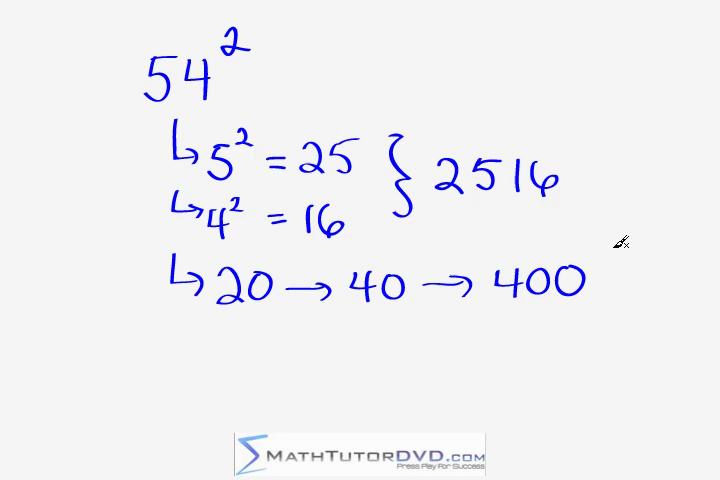 54²
↳ 5² = 25 } 2516
↳ 4² = 16
↳ 20 → 40 → 400
MATHTUTORDVD.COM
Press Play For Success